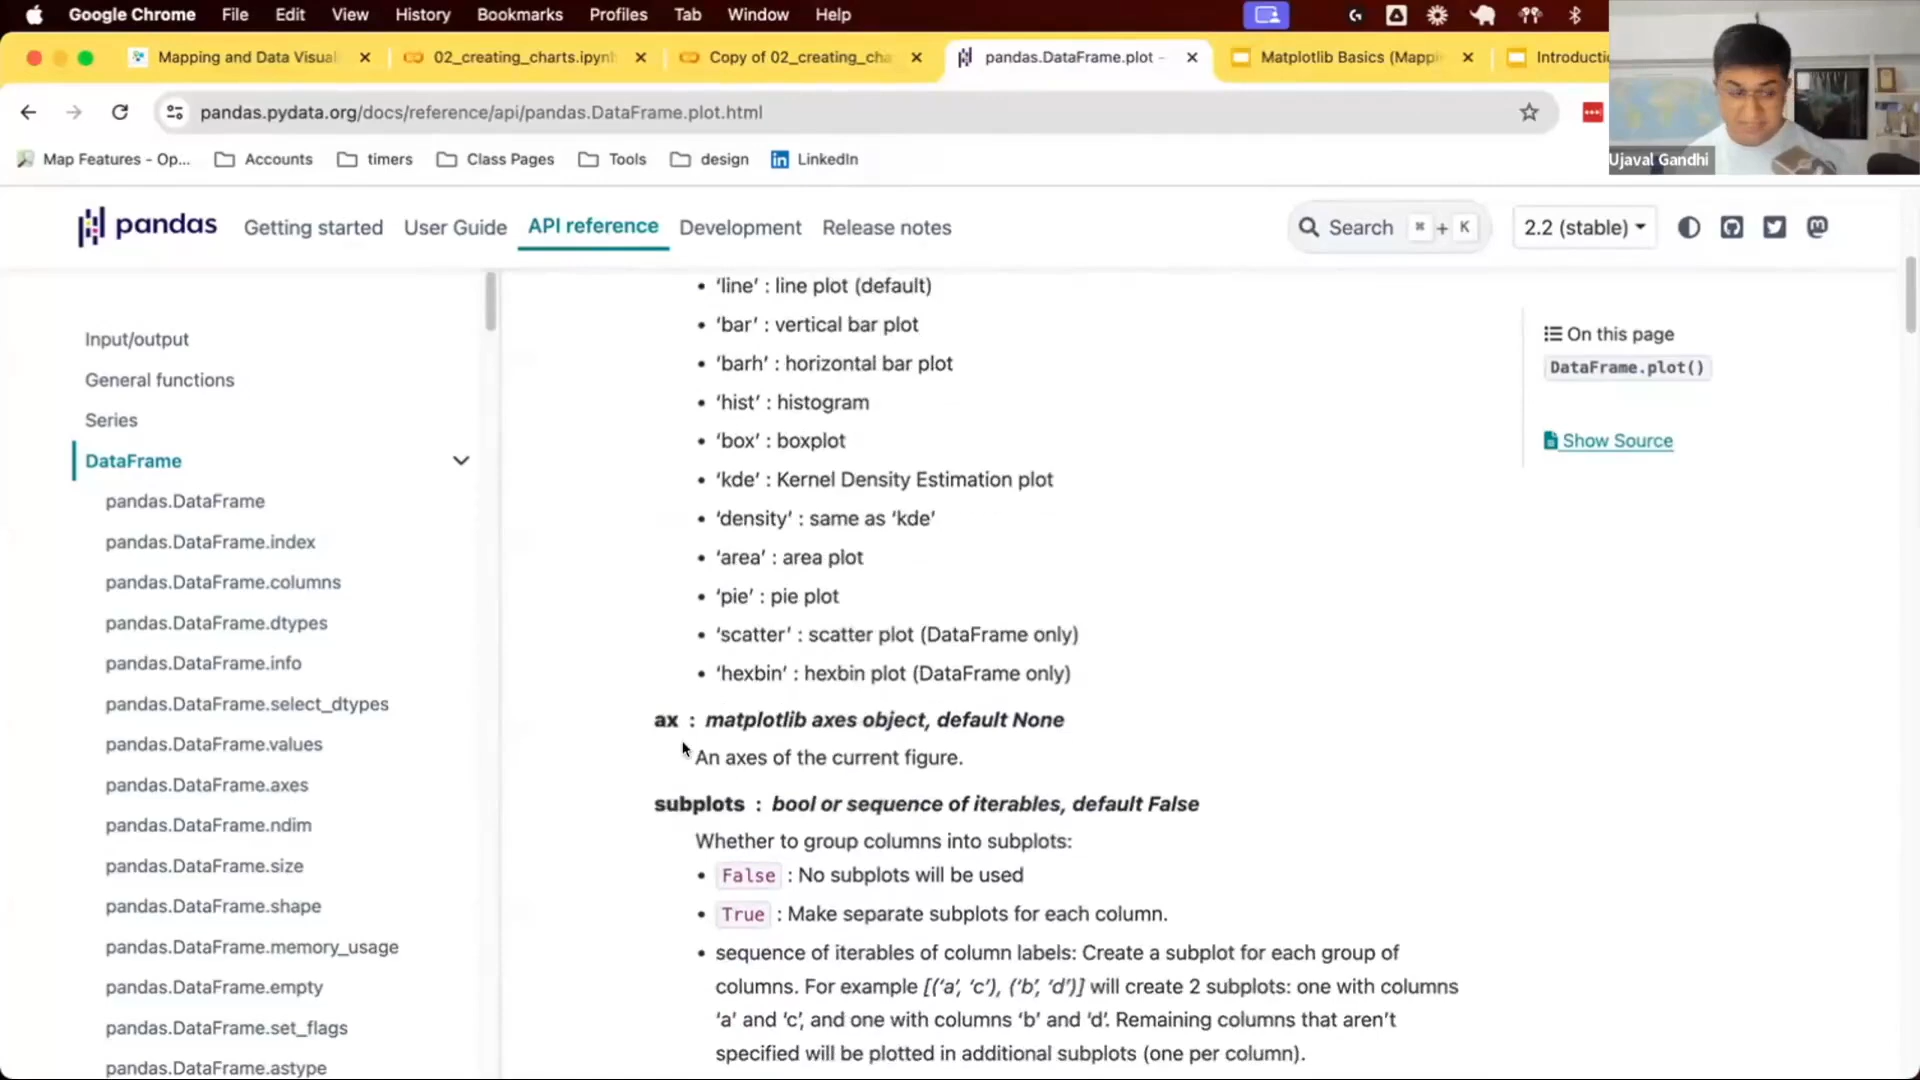 Google Chrome File Edit View History Bookmarks Profiles Tab Window Help
Mapping and Data Visual 02_creating_charts.ipynb Copy of 02_creating_cha pandas.DataFrame.plot – Matplotlib Basics (Mappi Introducti
pandas.pydata.org/docs/reference/api/pandas.DataFrame.plot.html
Map Features - Op... Accounts timers Class Pages Tools design LinkedIn
Ujaval Gandhi
pandas Getting started User Guide API reference Development Release notes Search ⌘ + K 2.2 (stable)
Input/output
General functions
Series
DataFrame
pandas.DataFrame
pandas.DataFrame.index
pandas.DataFrame.columns
pandas.DataFrame.dtypes
pandas.DataFrame.info
pandas.DataFrame.select_dtypes
pandas.DataFrame.values
pandas.DataFrame.axes
pandas.DataFrame.ndim
pandas.DataFrame.size
pandas.DataFrame.shape
pandas.DataFrame.memory_usage
pandas.DataFrame.empty
pandas.DataFrame.set_flags
pandas.DataFrame.astype
• ‘line’ : line plot (default)
• ‘bar’ : vertical bar plot
• ‘barh’ : horizontal bar plot
• ‘hist’ : histogram
• ‘box’ : boxplot
• ‘kde’ : Kernel Density Estimation plot
• ‘density’ : same as ‘kde’
• ‘area’ : area plot
• ‘pie’ : pie plot
• ‘scatter’ : scatter plot (DataFrame only)
• ‘hexbin’ : hexbin plot (DataFrame only)
ax : matplotlib axes object, default None
An axes of the current figure.
subplots : bool or sequence of iterables, default False
Whether to group columns into subplots:
• False : No subplots will be used
• True : Make separate subplots for each column.
• sequence of iterables of column labels: Create a subplot for each group of
columns. For example [(‘a’, ‘c’), (‘b’, ‘d’)] will create 2 subplots: one with columns
‘a’ and ‘c’, and one with columns ‘b’ and ‘d’. Remaining columns that aren’t
specified will be plotted in additional subplots (one per column).
On this page
DataFrame.plot()
Show Source